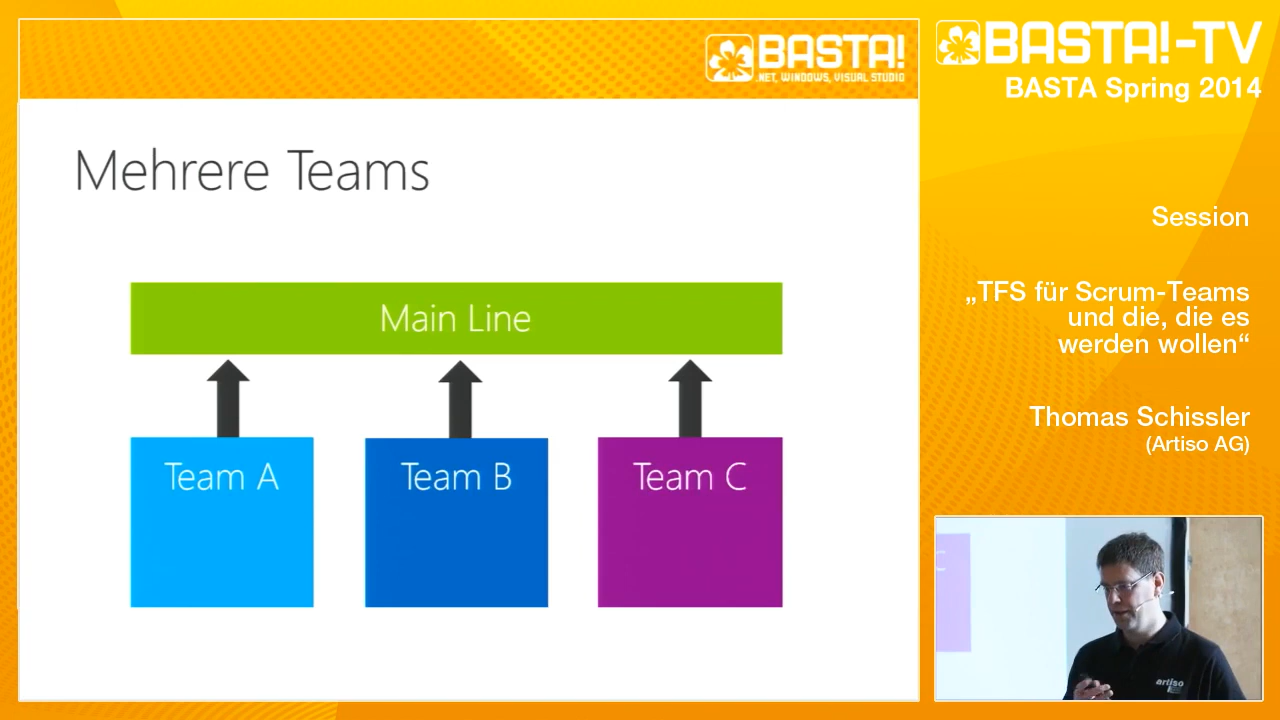 BASTA!
.NET, WINDOWS, VISUAL STUDIO
Mehrere Teams
Main Line
Team A
Team B
Team C
BASTA!-TV
BASTA Spring 2014
Session
„TFS für Scrum-Teams
und die, die es
werden wollen“
Thomas Schissler
(Artiso AG)
artiso